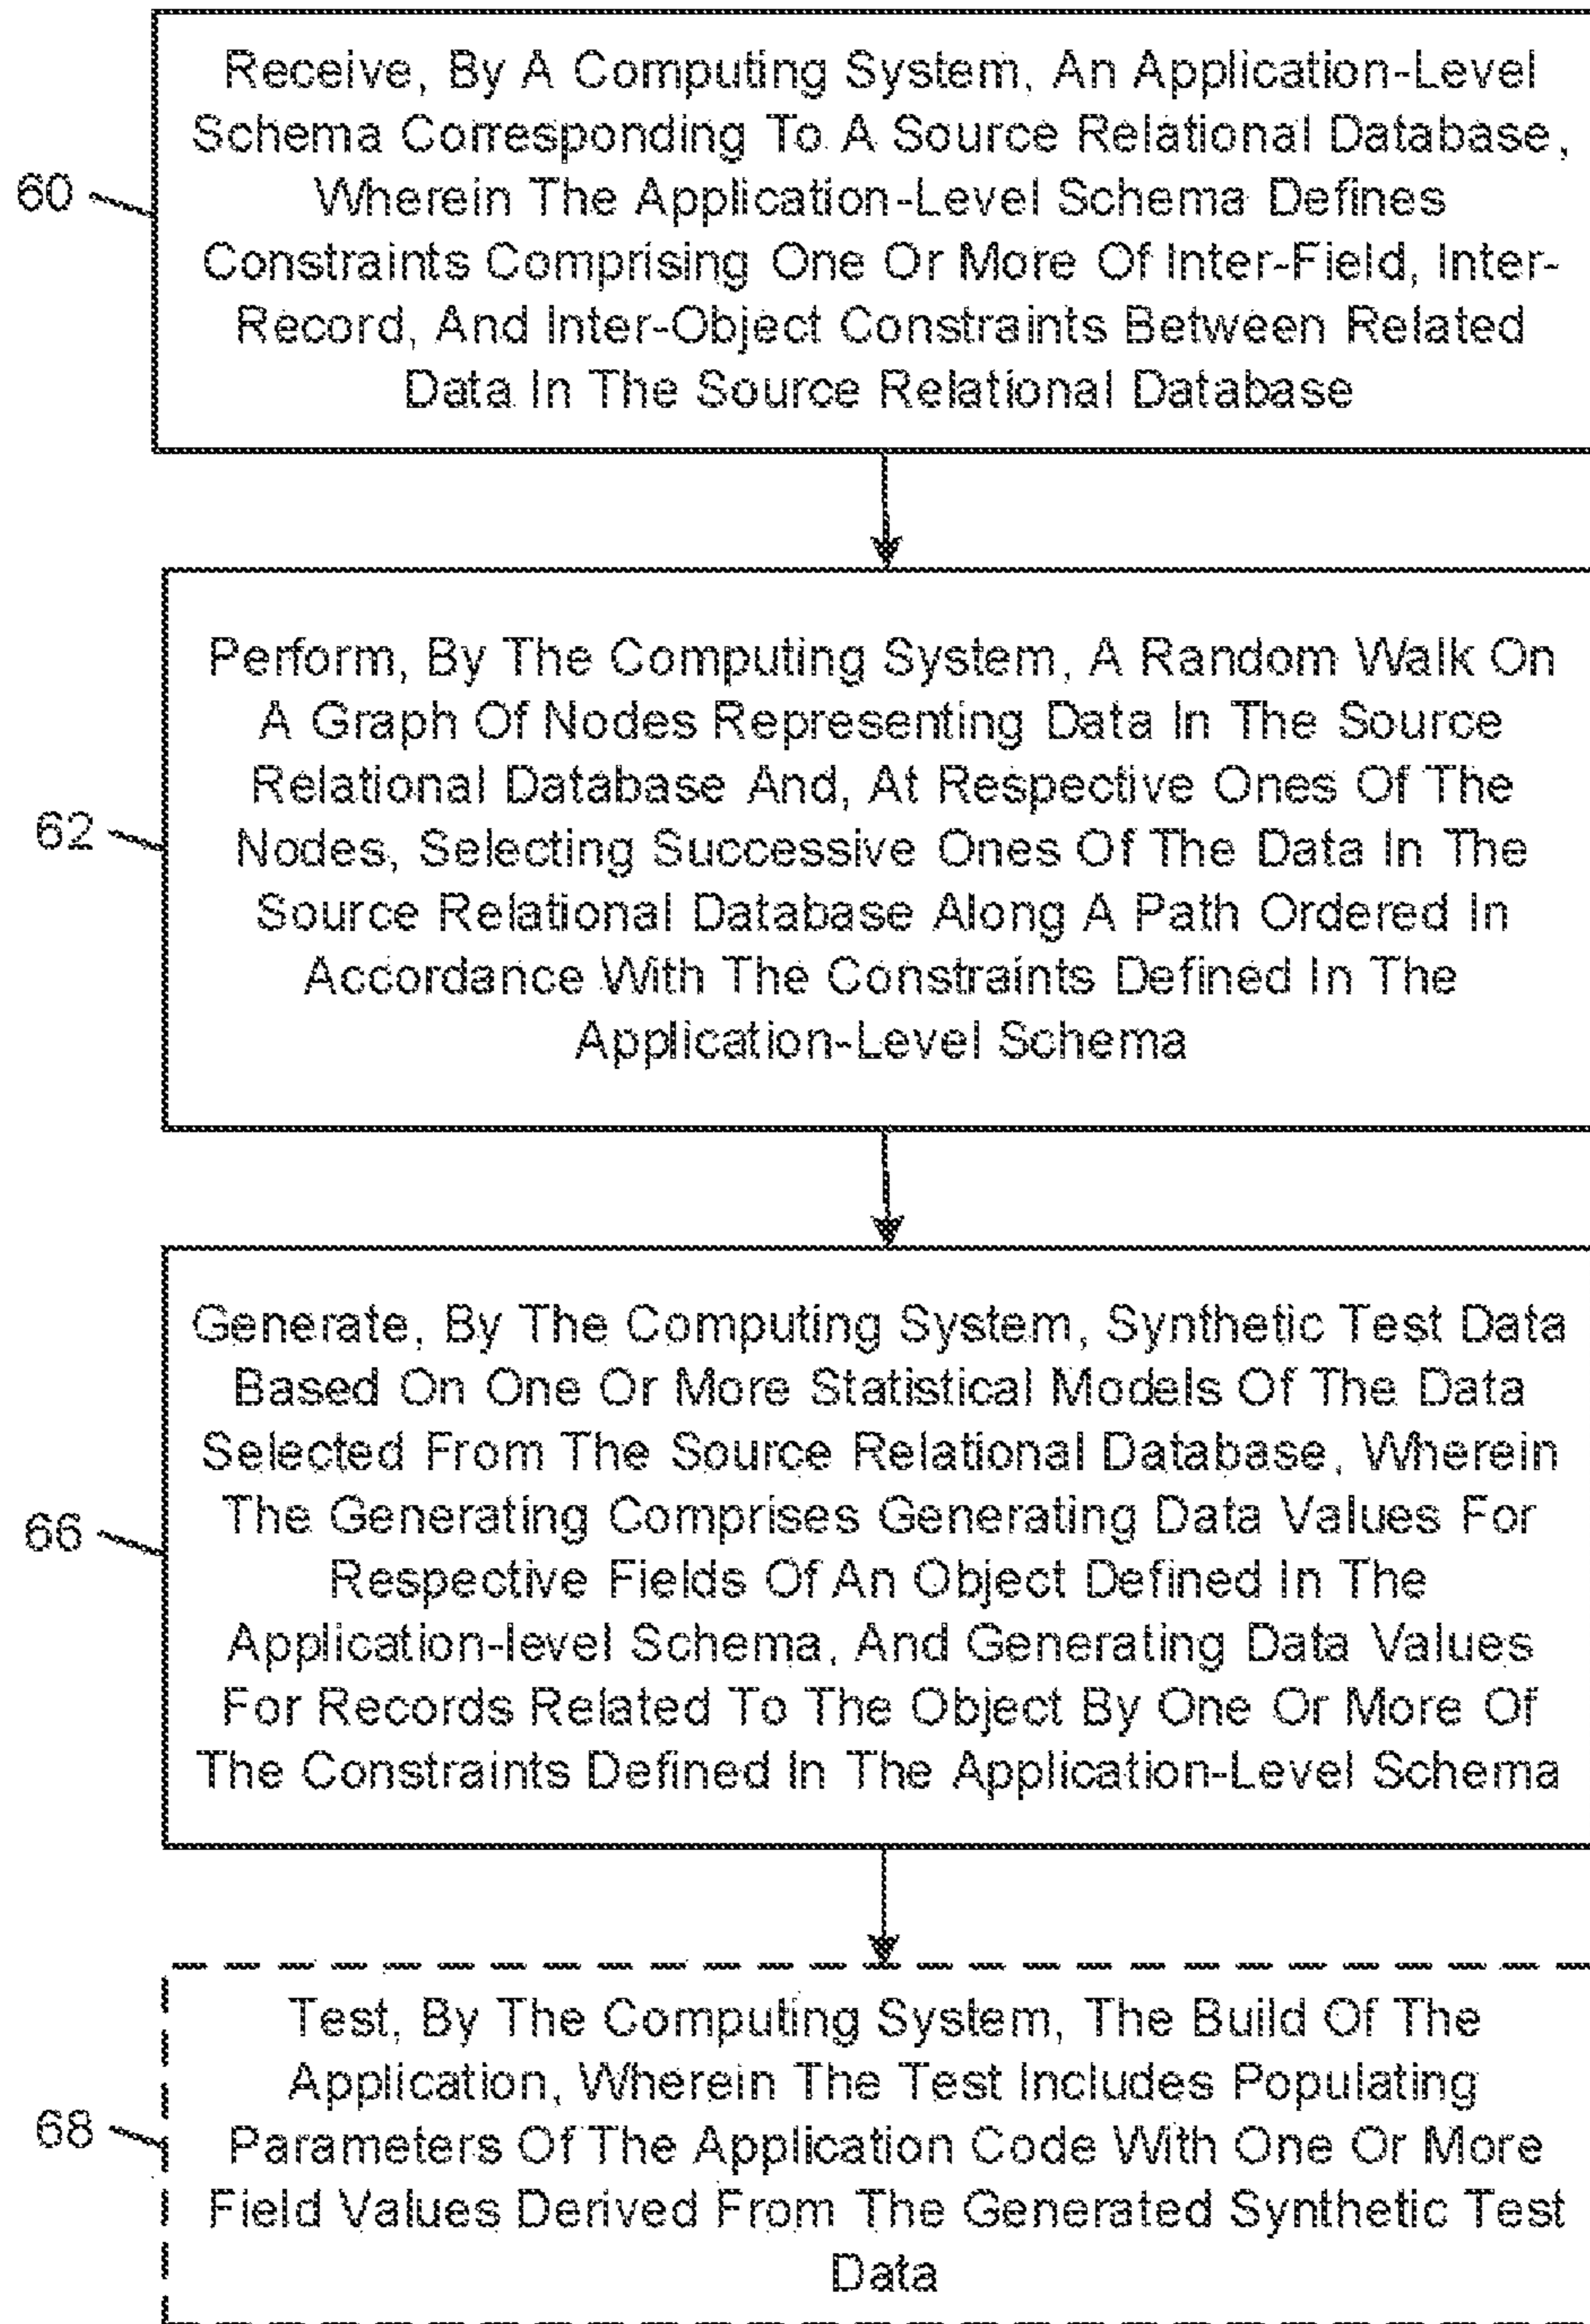 Receive, By A Computing System, An Application-Level
Schema Corresponding To A Source Relational Database,
60
Wherein The Application-Level Schema Defines
Constraints Comprising One Or More Of Inter-Field, Inter-
Record, And Inter-Object Constraints Between Related
Data In The Source Relational Database
Perform, By The Computing System, A Random Walk On
A Graph Of Nodes Representing Data In The Source
Relational Database And, At Respective Ones Of The
62
Nodes, Selecting Successive Ones Of The Data In The
Source Relational Database Along A Path Ordered In
Accordance With The Constraints Defined In The
Application-Level Schema
Generate, By The Computing System, Synthetic Test Data
Based On One Or More Statistical Models Of The Data
Selected From The Source Relational Database, Wherein
66
The Generating Comprises Generating Data Values For
Respective Fields Of An Object Defined In The
Application-level Schema, And Generating Data Values
For Records Related To The Object By One Or More Of
The Constraints Defined In The Application-Level Schema
Test, By The Computing System, The Build Of The
Application, Wherein The Test Includes Populating
68
Parameters Of The Application Code With One Or More
Field Values Derived From The Generated Synthetic Test
Data